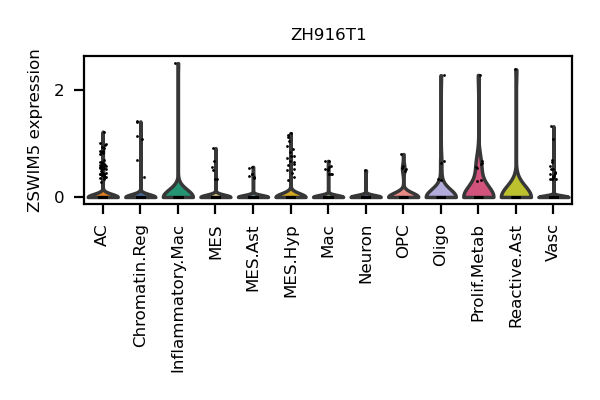 ZH916T1
ZSWIM5 expression
2
0
AC
Chromatin.Reg
Inflammatory.Mac
MES
MES.Ast
MES.Hyp
Mac
Neuron
OPC
Oligo
Prolif.Metab
Reactive.Ast
Vasc